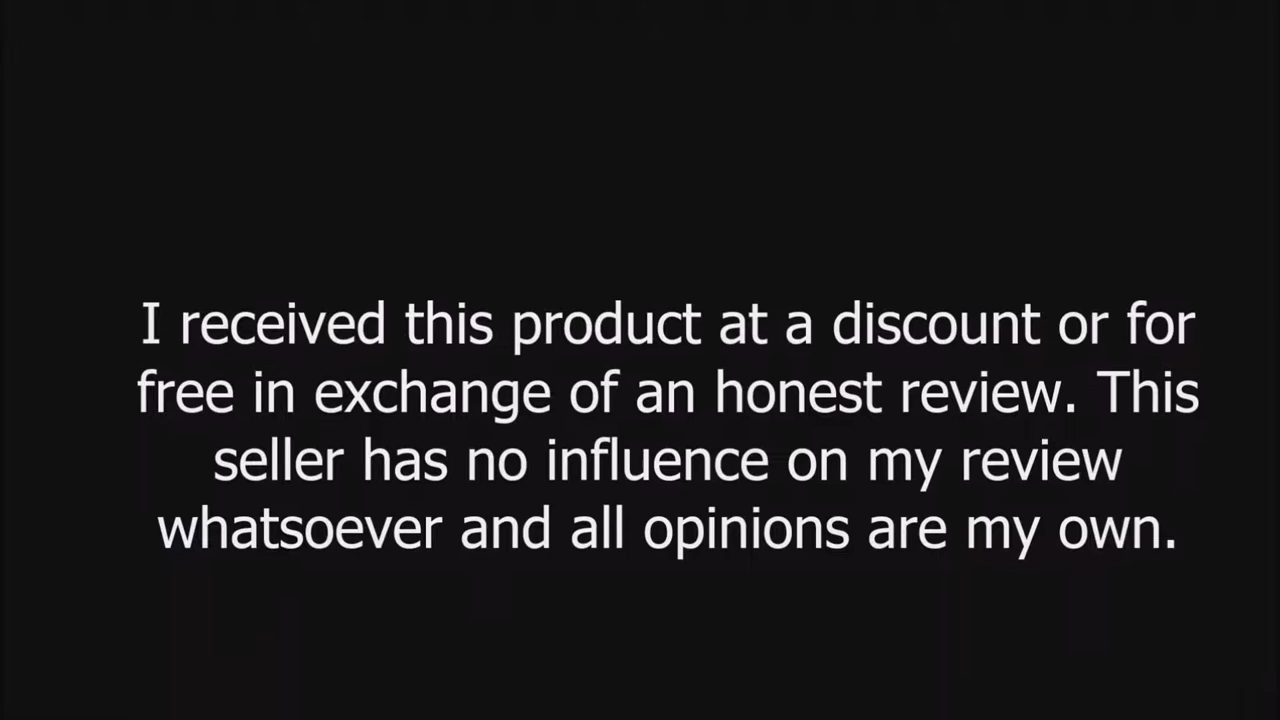 I received this product at a discount or for
free in exchange of an honest review. This
seller has no influence on my review
whatsoever and all opinions are my own.